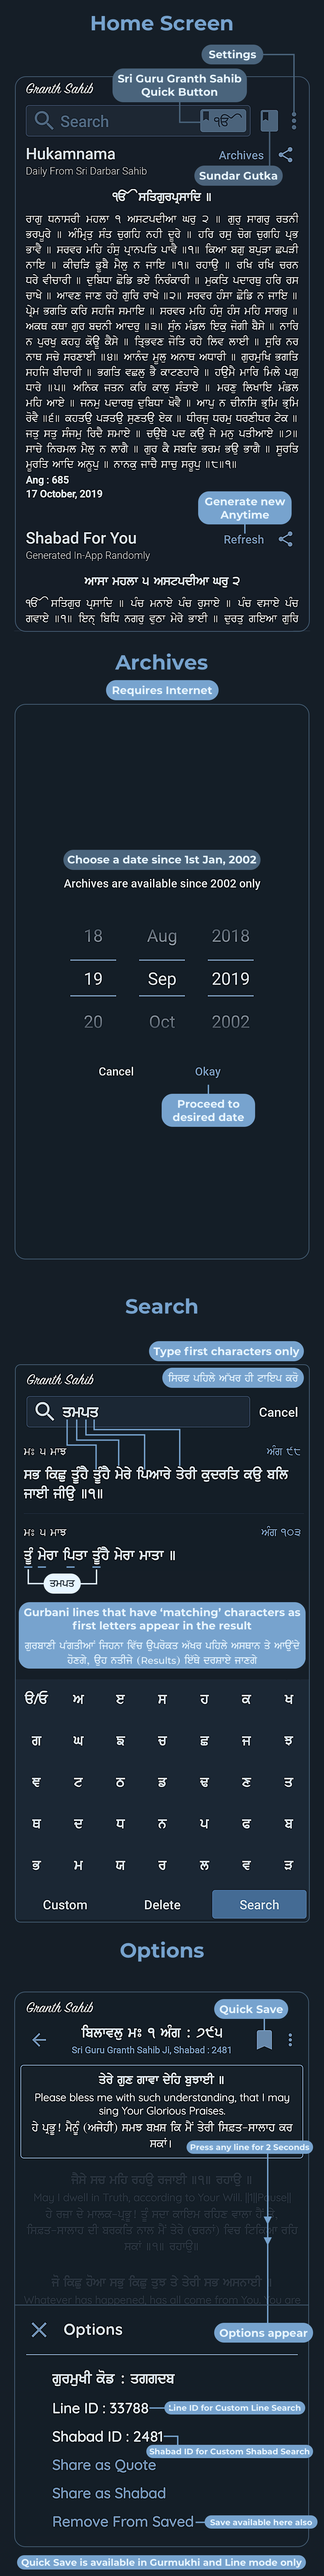 Home Screen
Settings
Sri Guru Granth Sahib
Quick Button
Granth Sahib
Search
ੴ
Hukamnama
Archives
Daily From Sri Darbar Sahib
Sundar Gutka
ੴ ਸਤਿਗੁਰਪ੍ਰਸਾਦਿ ॥
ਰਾਗੁ ਧਨਾਸਰੀ ਮਹਲਾ ੧ ਅਸਟਪਦੀਆ ਘਰੁ ੨ ॥ ਗੁਰੁ ਸਾਗਰੁ ਰਤਨੀ
ਭਰਪੂਰੇ ॥ ਅੰਮ੍ਰਿਤੁ ਸੰਤ ਚੁਗਹਿ ਨਹੀ ਦੂਰੇ ॥ ਹਰਿ ਰਸੁ ਚੋਗ ਚੁਗਹਿ ਪ੍ਰਭ
ਭਾਵੈ ॥ ਸਰਵਰ ਮਹਿ ਹੰਸੁ ਪ੍ਰਾਨਪਤਿ ਪਾਵੈ ॥੧॥ ਕਿਆ ਬਗੁ ਬਪੁੜਾ ਛਪੜੀ
ਨਾਇ ॥ ਕੀਚੜਿ ਡੂਬੈ ਮੈਲੁ ਨ ਜਾਇ ॥੧॥ ਰਹਾਉ ॥ ਰਖਿ ਰਖਿ ਚਰਨ
ਧਰੇ ਵੀਚਾਰੀ ॥ ਦੁਬਿਧਾ ਛੋਡਿ ਭਏ ਨਿਰੰਕਾਰੀ ॥ ਮੁਕਤਿ ਪਦਾਰਥੁ ਹਰਿ ਰਸ
ਚਾਖੇ ॥ ਆਵਣ ਜਾਣ ਰਹੇ ਗੁਰਿ ਰਾਖੇ ॥੨॥ ਸਰਵਰ ਹੰਸਾ ਛੋਡਿ ਨ ਜਾਇ ॥
ਪ੍ਰੇਮ ਭਗਤਿ ਕਰਿ ਸਹਜਿ ਸਮਾਇ ॥ ਸਰਵਰ ਮਹਿ ਹੰਸੁ ਹੰਸ ਮਹਿ ਸਾਗਰੁ ॥
ਅਕਥ ਕਥਾ ਗੁਰ ਬਚਨੀ ਆਦਰੁ ॥੩॥ ਸੁੰਨ ਮੰਡਲ ਇਕੁ ਜੋਗੀ ਬੈਸੇ ॥ ਨਾਰਿ
ਨ ਪੁਰਖੁ ਕਹਹੁ ਕੋਊ ਕੈਸੇ ॥ ਤ੍ਰਿਭਵਣ ਜੋਤਿ ਰਹੇ ਲਿਵ ਲਾਈ ॥ ਸੁਰਿ ਨਰ
ਨਾਥ ਸਚੇ ਸਰਣਾਈ ॥੪॥ ਆਨੰਦ ਮੂਲੁ ਅਨਾਥ ਅਧਾਰੀ ॥ ਗੁਰਮੁਖਿ ਭਗਤਿ
ਸਹਜਿ ਬੀਚਾਰੀ ॥ ਭਗਤਿ ਵਛਲ ਭੈ ਕਾਟਣਹਾਰੇ ॥ ਹਉਮੈ ਮਾਰਿ ਮਿਲੇ ਪਗੁ
ਧਾਰੇ ॥੫॥ ਅਨਿਕ ਜਤਨ ਕਰਿ ਕਾਲੁ ਸੰਤਾਏ ॥ ਮਰਣੁ ਲਿਖਾਇ ਮੰਡਲ
ਮਹਿ ਆਏ ॥ ਜਨਮੁ ਪਦਾਰਥੁ ਦੁਬਿਧਾ ਖੋਵੈ ॥ ਆਪੁ ਨ ਚੀਨਸਿ ਭ੍ਰਮਿ ਭ੍ਰਮਿ
ਰੋਵੈ ॥੬॥ ਕਹਤਉ ਪੜਤਉ ਸੁਣਤਉ ਏਕ ॥ ਧੀਰਜੁ ਧਰਮੁ ਧਰਣੀਧਰ ਟੇਕ ॥
ਜਤੁ ਸਤੁ ਸੰਜਮੁ ਰਿਦੈ ਸਮਾਏ ॥ ਚਉਥੇ ਪਦ ਕਉ ਜੇ ਮਨੁ ਪਤੀਆਏ ॥੭॥
ਸਾਚੇ ਨਿਰਮਲ ਮੈਲੁ ਨ ਲਾਗੈ ॥ ਗੁਰ ਕੈ ਸਬਦਿ ਭਰਮ ਭਉ ਭਾਗੈ ॥ ਸੂਰਤਿ
ਮੂਰਤਿ ਆਦਿ ਅਨੂਪੁ ॥ ਨਾਨਕੁ ਜਾਚੈ ਸਾਚੁ ਸਰੂਪੁ ॥੮॥੧॥
Ang : 685
17 October, 2019
Generate new
Anytime
Shabad For You
Refresh
Generated In-App Randomly
ਆਸਾ ਮਹਲਾ ੫ ਅਸਟਪਦੀਆ ਘਰੁ ੨
ੴ ਸਤਿਗੁਰ ਪ੍ਰਸਾਦਿ ॥ ਪੰਚ ਮਨਾਏ ਪੰਚ ਰੁਸਾਏ ॥ ਪੰਚ ਵਸਾਏ ਪੰਚ
ਗਵਾਏ ॥੧॥ ਇਨ੍ ਬਿਧਿ ਨਗਰੁ ਵੁਠਾ ਮੇਰੇ ਭਾਈ ॥ ਦੁਰਤੁ ਗਇਆ ਗੁਰਿ
Archives
Requires Internet
Choose a date since 1st Jan, 2002
Archives are available since 2002 only
18 Aug 2018
19 Sep 2019
20 Oct 2002
Cancel Okay
Proceed to
desired date
Search
Type first characters only
Granth Sahib
ਸਿਰਫ ਪਹਿਲੇ ਅੱਖਰ ਹੀ ਟਾਇਪ ਕਰੋ
ਤਮਪਤ
Cancel
ਮਃ ੫ ਮਾਝ
ਅੰਗ ੯੮
ਸਭ ਕਿਛੁ ਤੂੰਹੈ ਤੂੰਹੈ ਮੇਰੇ ਪਿਆਰੇ ਤੇਰੀ ਕੁਦਰਤਿ ਕਉ ਬਲਿ
ਜਾਈ ਜੀਉ ॥੧॥
ਮਃ ੫ ਮਾਝ
ਅੰਗ ੧੦੩
ਤੂੰ ਮੇਰਾ ਪਿਤਾ ਤੂੰਹੈ ਮੇਰਾ ਮਾਤਾ ॥
ਤਮਪਤ
Gurbani lines that have ‘matching’ characters as
first letters appear in the result
ਗੁਰਬਾਣੀ ਪੰਗਤੀਆਂ ਜਿਹਨਾ ਵਿੱਚ ਉਪਰੋਕਤ ਅੱਖਰ ਪਹਿਲੇ ਅਸਥਾਨ ਤੇ ਆਉਂਦੇ
ਹੋਣਗੇ, ਉਹ ਨਤੀਜੇ (Results) ਇੱਥੇ ਦਰਸਾਏ ਜਾਣਗੇ
ੳ/ਓ ਅ ੲ ਸ ਹ ਕ ਖ
ਗ ਘ ਙ ਚ ਛ ਜ ਝ
ਞ ਟ ਠ ਡ ਢ ਣ ਤ
ਥ ਦ ਧ ਨ ਪ ਫ ਬ
ਭ ਮ ਯ ਰ ਲ ਵ ੜ
Custom Delete Search
Options
Granth Sahib
Quick Save
ਬਿਲਾਵਲੁ ਮਃ ੧ ਅੰਗ : ੭੯੫
Sri Guru Granth Sahib Ji, Shabad : 2481
ਤੇਰੇ ਗੁਣ ਗਾਵਾ ਦੇਹਿ ਬੁਝਾਈ ॥
Please bless me with such understanding, that I may
sing Your Glorious Praises.
ਹੇ ਪ੍ਰਭੂ! ਮੈਨੂੰ (ਅਜੇਹੀ) ਸਮਝ ਬਖ਼ਸ਼ ਕਿ ਮੈਂ ਤੇਰੀ ਸਿਫ਼ਤ-ਸਾਲਾਹ ਕਰ
ਸਕਾਂ।
Press any line for 2 Seconds
ਜੈਸੇ ਸਚ ਮਹਿ ਰਹਉ ਰਜਾਈ ॥੧॥ ਰਹਾਉ ॥
May I dwell in Truth, according to Your Will. ||1||Pause||
ਜੋ ਕਿਛੁ ਹੋਆ ਸਭੁ ਕਿਛੁ ਤੁਝ ਤੇ ਤੇਰੀ ਸਭ ਅਸਨਾਈ ॥
Whatever has happened, has all come from You. You are
Options
Options appear
ਗੁਰਮੁਖੀ ਕੋਡ : ਤਗਗਦਬ
Line ID : 33788
Line ID for Custom Line Search
Shabad ID : 2481
Shabad ID for Custom Shabad Search
Share as Quote
Share as Shabad
Remove From Saved
Save available here also
Quick Save is available in Gurmukhi and Line mode only